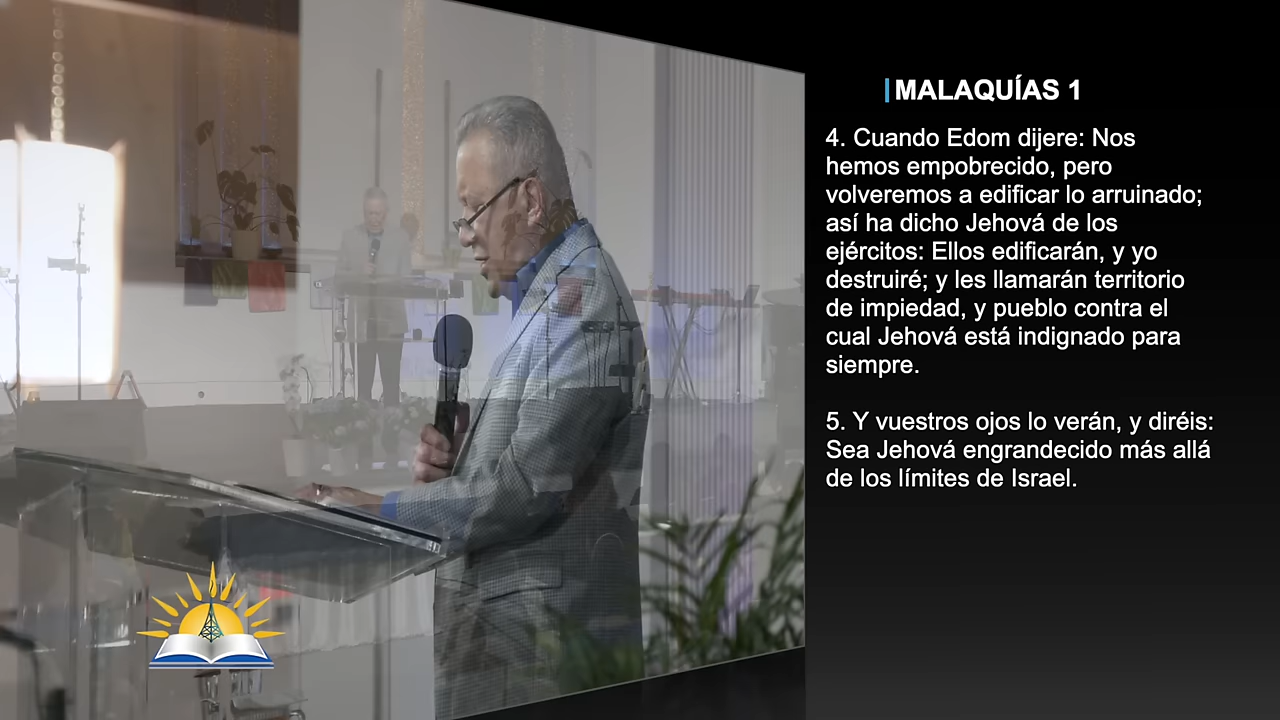 MALAQUÍAS 1
4. Cuando Edom dijere: Nos
hemos empobrecido, pero
volveremos a edificar lo arruinado;
así ha dicho Jehová de los
ejércitos: Ellos edificarán, y yo
destruiré; y les llamarán territorio
de impiedad, y pueblo contra el
cual Jehová está indignado para
siempre.
5. Y vuestros ojos lo verán, y diréis:
Sea Jehová engrandecido más allá
de los límites de Israel.